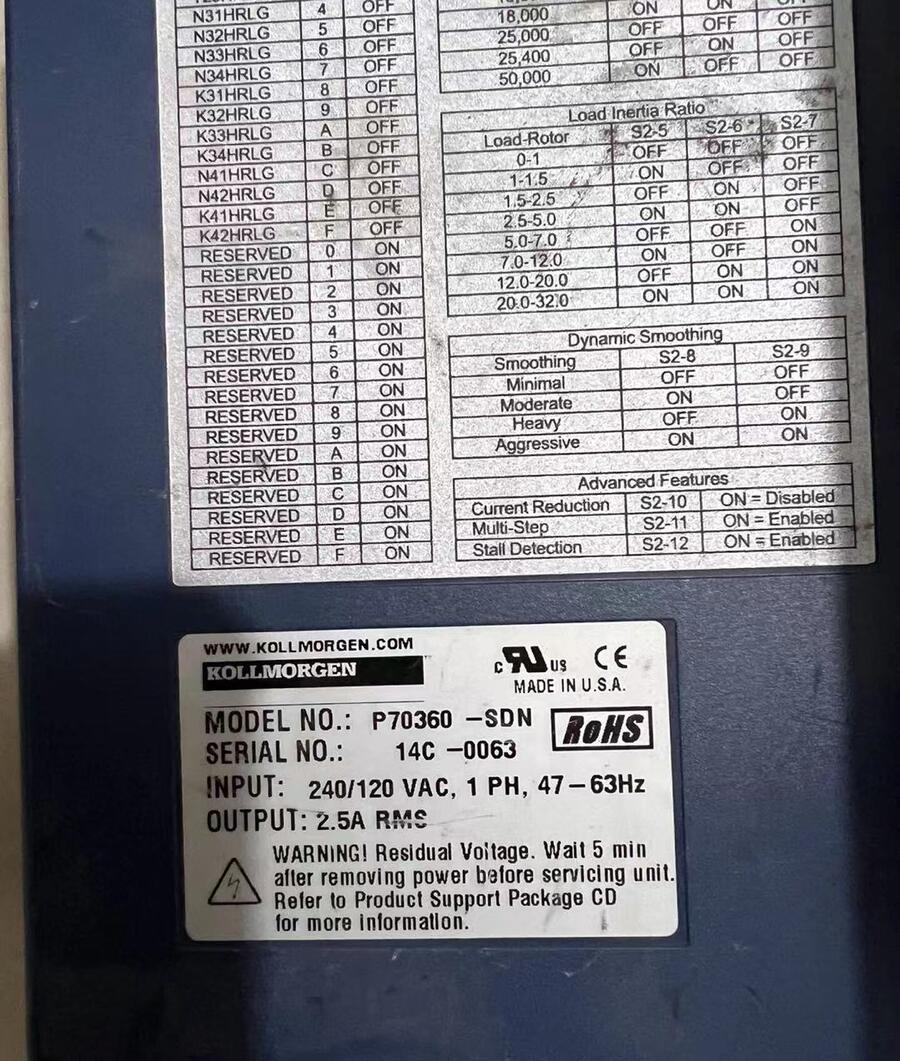 N31HRLG 4 OFF
N32HRLG 5 OFF
N33HRLG 6 OFF
N34HRLG 7 OFF
K31HRLG 8 OFF
K32HRLG 9 OFF
K33HRLG A OFF
K34HRLG B OFF
N41HRLG C OFF
N42HRLG D OFF
K41HRLG E OFF
K42HRLG F OFF
RESERVED 0 ON
RESERVED 1 ON
RESERVED 2 ON
RESERVED 3 ON
RESERVED 4 ON
RESERVED 5 ON
RESERVED 6 ON
RESERVED 7 ON
RESERVED 8 ON
RESERVED 9 ON
RESERVED A ON
RESERVED B ON
RESERVED C ON
RESERVED D ON
RESERVED E ON
RESERVED F ON
18,000 ON ON OFF
25,000 OFF OFF OFF
25,400 OFF ON OFF
50,000 ON OFF OFF
Load Inertia Ratio
Load-Rotor S2-5 S2-6 S2-7
0-1 OFF OFF OFF
1-1.5 ON OFF OFF
1.5-2.5 OFF ON OFF
2.5-5.0 ON ON OFF
5.0-7.0 OFF OFF ON
7.0-12.0 ON OFF ON
12.0-20.0 OFF ON ON
20.0-32.0 ON ON ON
Dynamic Smoothing
Smoothing S2-8 S2-9
Minimal OFF OFF
Moderate ON OFF
Heavy OFF ON
Aggressive ON ON
Advanced Features
Current Reduction S2-10 ON = Disabled
Multi-Step S2-11 ON = Enabled
Stall Detection S2-12 ON = Enabled
WWW.KOLLMORGEN.COM
KOLLMORGEN
c RU US CE
MADE IN U.S.A.
MODEL NO.: P70360 -SDN
RoHS
SERIAL NO.: 14C -0063
INPUT: 240/120 VAC, 1 PH, 47-63Hz
OUTPUT: 2.5A RMS
WARNING! Residual Voltage. Wait 5 min
after removing power before servicing unit.
Refer to Product Support Package CD
for more information.